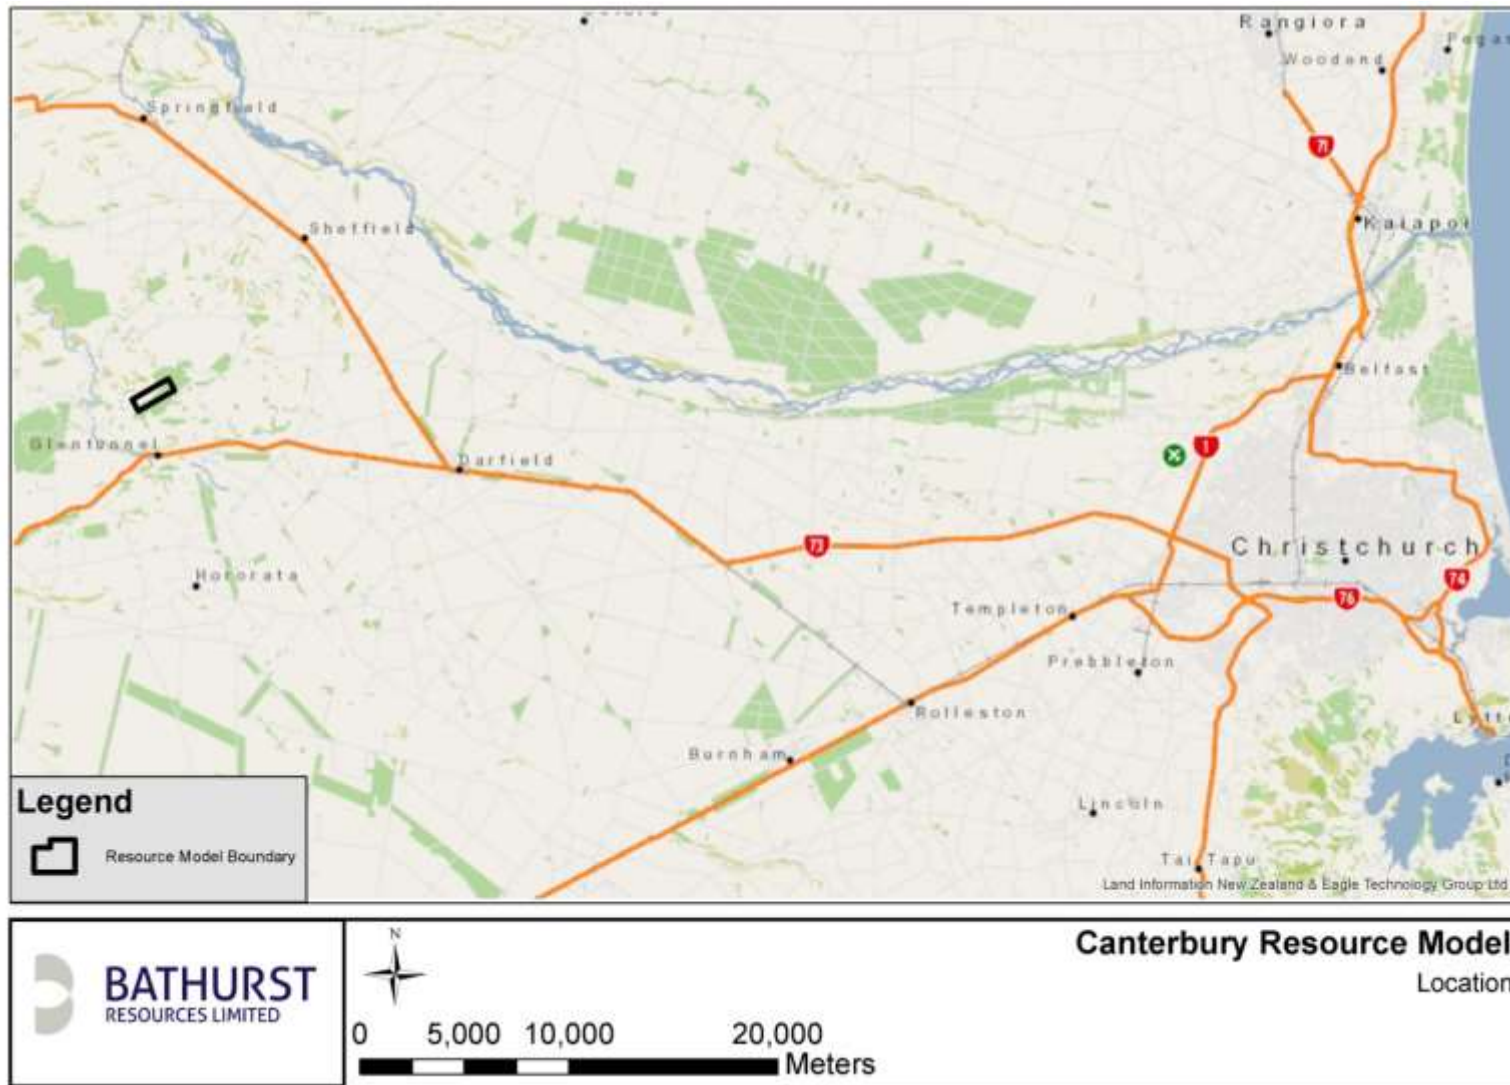 Rangiora
Woodend
Springfield
71
Sheffield
Kaiapoi
Belfast
1
Glentunnel
Darfield
73
Christchurch
74
Hororata
76
Templeton
Prebbleton
Rolleston
Burnham
Lincoln
Tai Tapu
Land Information New Zealand & Eagle Technology Group Ltd
Legend
Resource Model Boundary
BATHURST
RESOURCES LIMITED
N
0 5,000 10,000 20,000
Meters
Canterbury Resource Model
Location